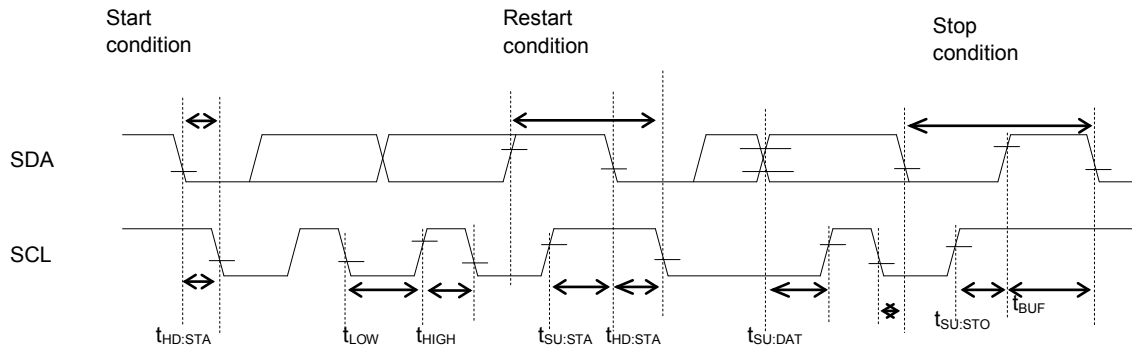 Start
condition
Restart
condition
Stop
condition
SDA
SCL
tHD:STA
tLOW
tHIGH
tSU:STA
tHD:STA
tSU:DAT
tSU:STO
tBUF